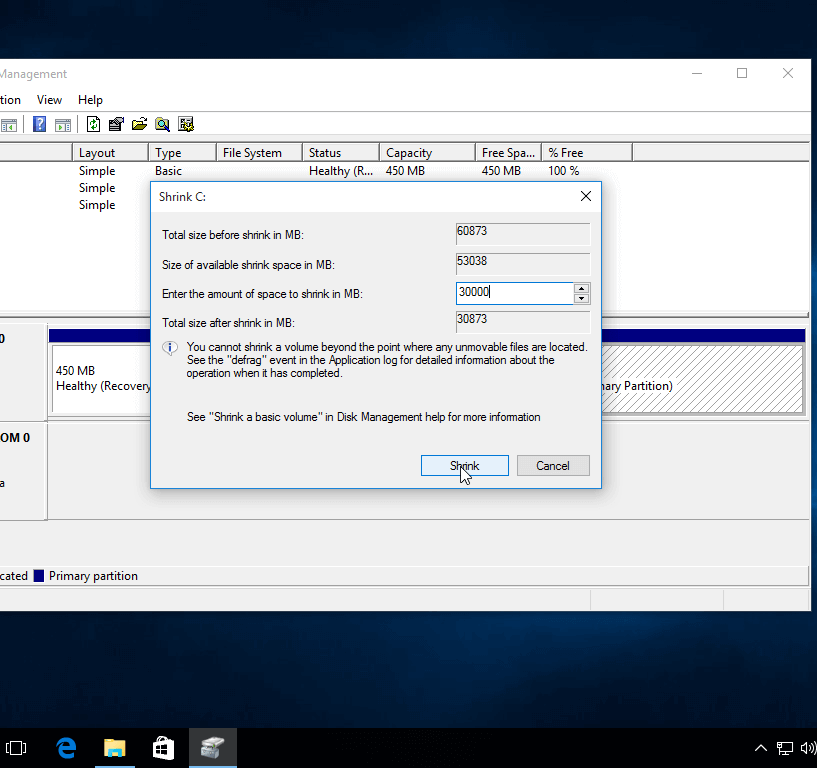 Management
tion View Help
Layout Type File System Status Capacity Free Spa... % Free
Simple Basic Healthy (R... 450 MB 450 MB 100 %
Simple
Simple
Shrink C:
Total size before shrink in MB: 60873
Size of available shrink space in MB: 53038
Enter the amount of space to shrink in MB: 30000
Total size after shrink in MB: 30873
You cannot shrink a volume beyond the point where any unmovable files are located.
See the "defrag" event in the Application log for detailed information about the
operation when it has completed.
See "Shrink a basic volume" in Disk Management help for more information
Shrink Cancel
0
450 MB
Healthy (Recovery
nary Partition)
OM 0
a
cated Primary partition